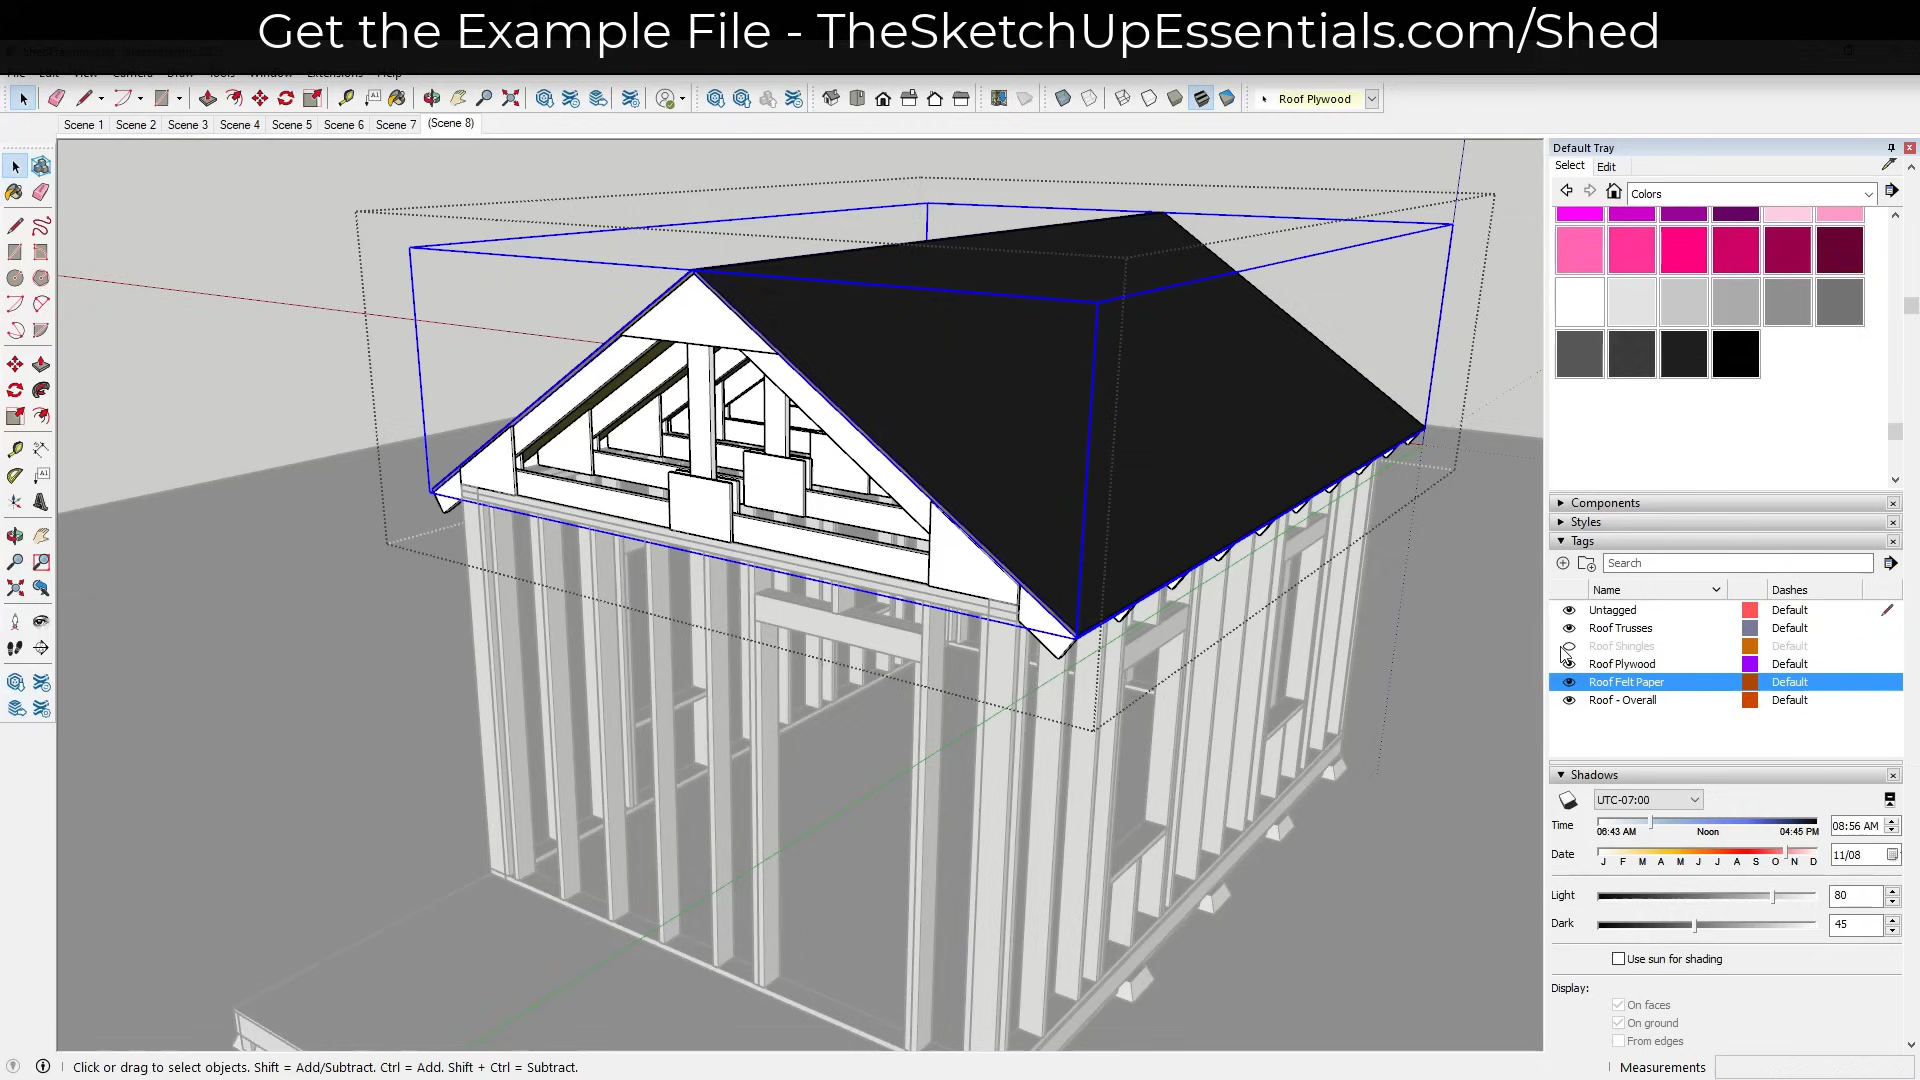 Get the Example File - TheSketchUpEssentials.com/Shed
Roof Plywood
Scene 1 Scene 2 Scene 3 Scene 4 Scene 5 Scene 6 Scene 7 (Scene 8)
Default Tray
Select Edit
Colors
Components
Styles
Tags
Search
Name Dashes
Untagged Default
Roof Trusses Default
Roof Shingles Default
Roof Plywood Default
Roof Felt Paper Default
Roof - Overall Default
Shadows
UTC-07:00
Time 06:43 AM Noon 04:45 PM 08:56 AM
Date J F M A M J J A S O N D 11/08
Light 80
Dark 45
Use sun for shading
Display:
On faces
On ground
From edges
Click or drag to select objects. Shift = Add/Subtract. Ctrl = Add. Shift + Ctrl = Subtract.
Measurements